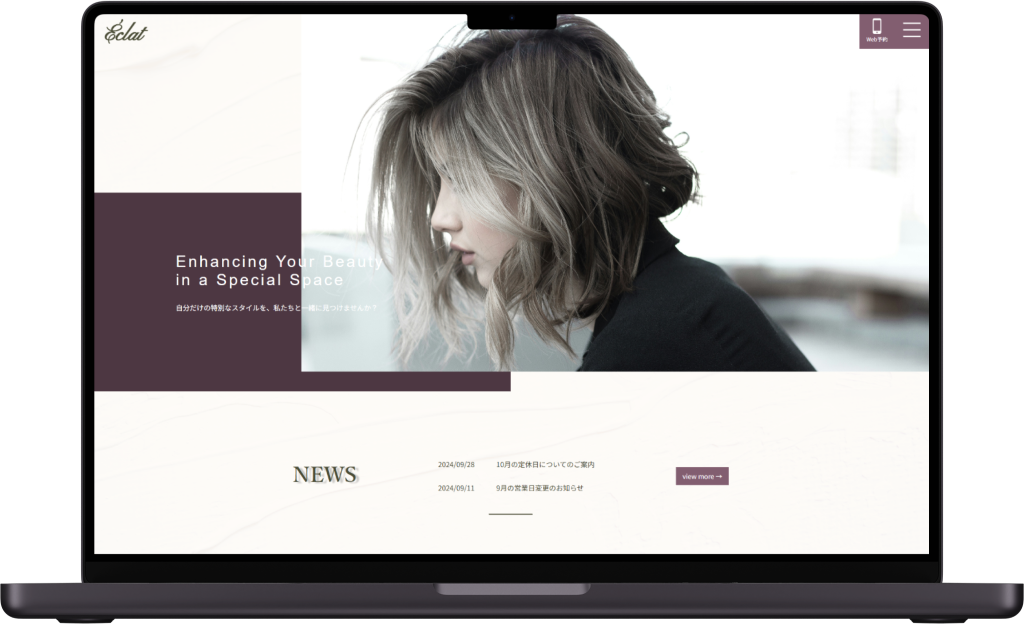 Éclat
Web予約
Enhancing Your Beauty
in a Special Space
自分だけの特別なスタイルを、私たちと一緒に見つけませんか？
NEWS
2024/09/28 10月の定休日についてのご案内
view more →
2024/09/11 9月の営業日変更のお知らせ